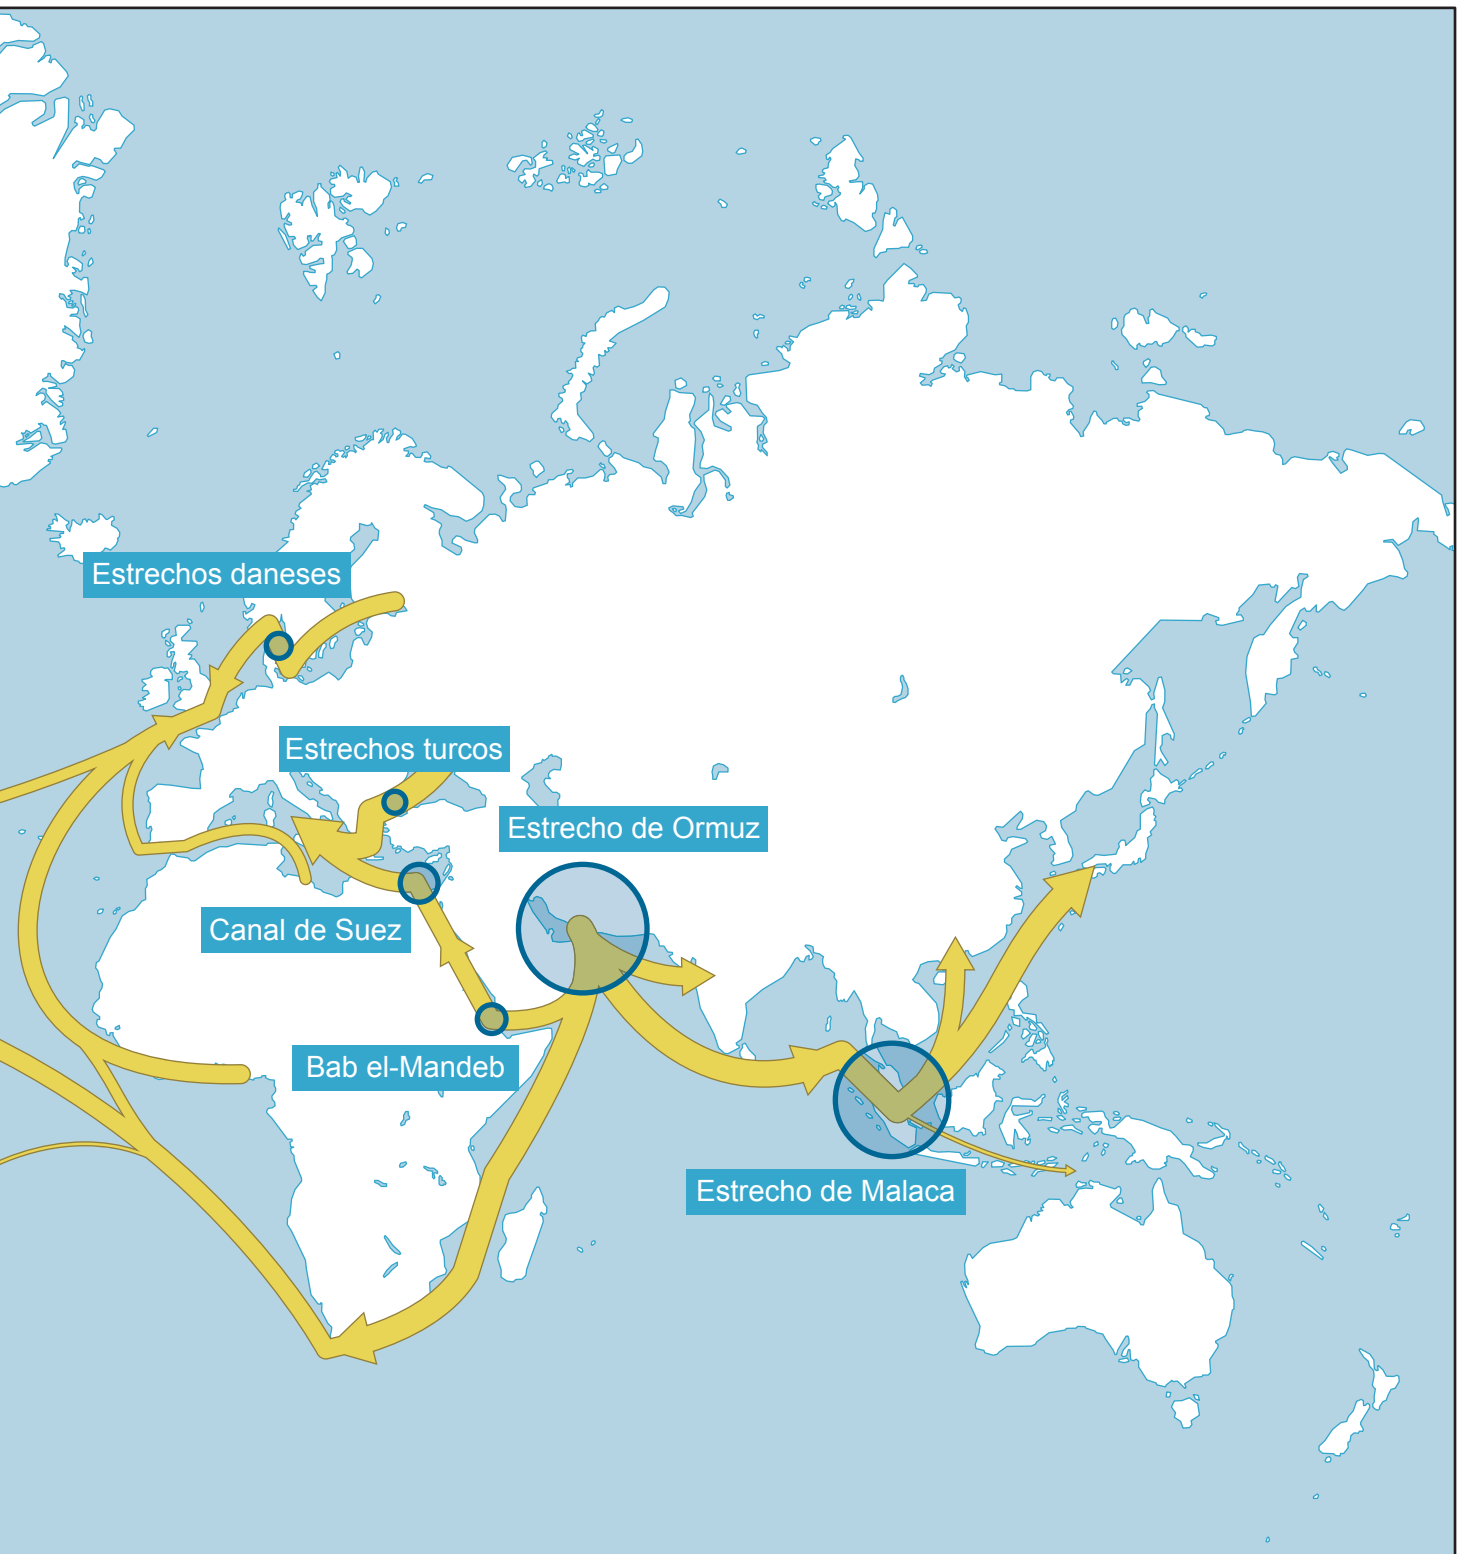 Estrechos daneses
Estrechos turcos
Estrecho de Ormuz
Canal de Suez
Bab el-Mandeb
Estrecho de Malaca